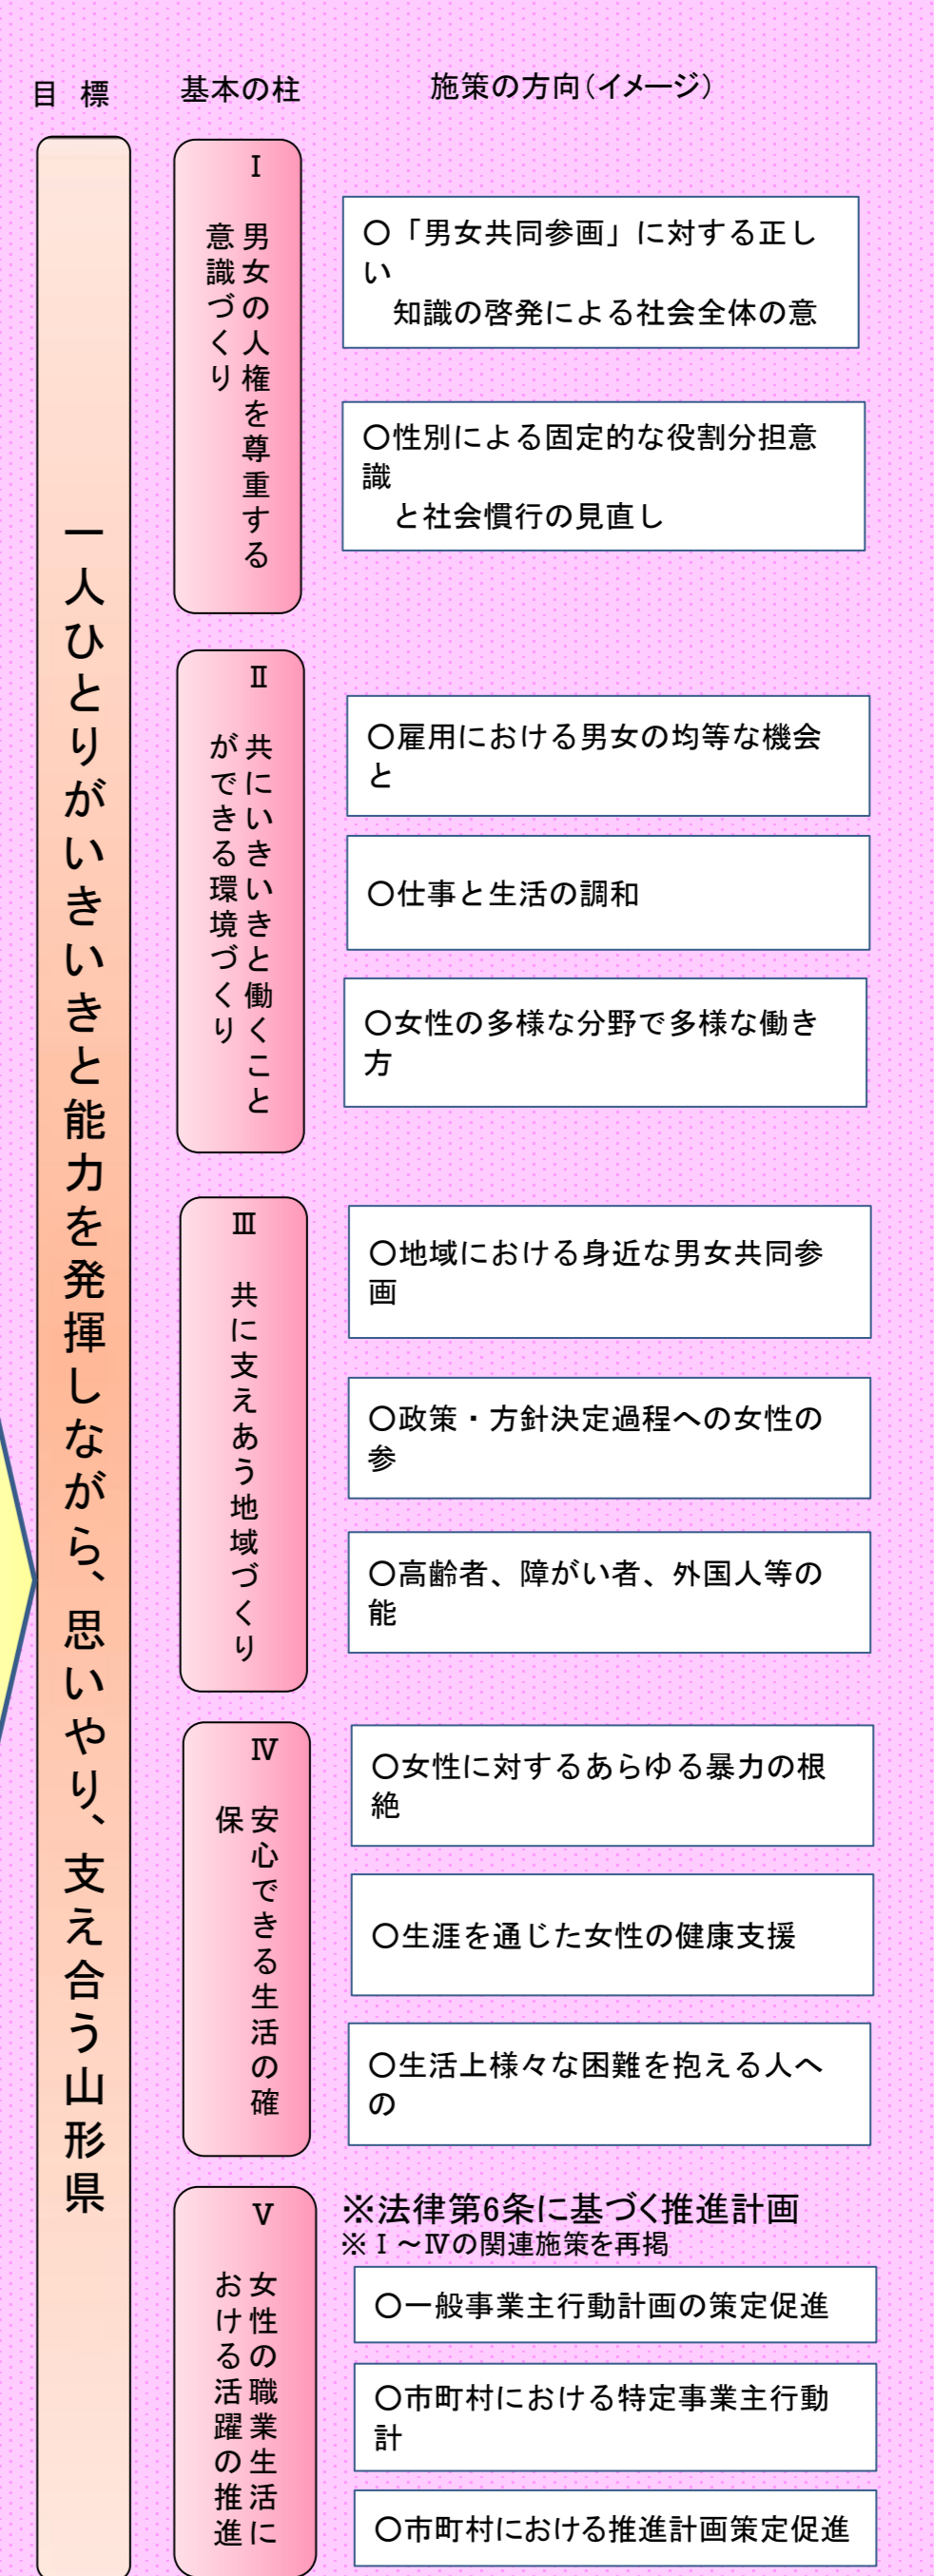 目 標
基本の柱
施策の方向(イメージ)
一人ひとりがいきいきと能力を発揮しながら、思いやり、支え合う山形県
Ⅰ
男女の人権を尊重する
意識づくり
〇「男女共同参画」に対する正し
い
知識の啓発による社会全体の意
〇性別による固定的な役割分担意
識
と社会慣行の見直し
Ⅱ
共にいきいきと働くこと
ができる環境づくり
〇雇用における男女の均等な機会
と
〇仕事と生活の調和
〇女性の多様な分野で多様な働き
方
Ⅲ
共に支えあう地域づくり
〇地域における身近な男女共同参
画
〇政策・方針決定過程への女性の
参
〇高齢者、障がい者、外国人等の
能
Ⅳ
安心できる生活の確
保
〇女性に対するあらゆる暴力の根
絶
〇生涯を通じた女性の健康支援
〇生活上様々な困難を抱える人へ
の
Ⅴ
女性の職業生活に
おける活躍の推進
※法律第6条に基づく推進計画
※Ⅰ～Ⅳの関連施策を再掲
〇一般事業主行動計画の策定促進
〇市町村における特定事業主行動
計
〇市町村における推進計画策定促進